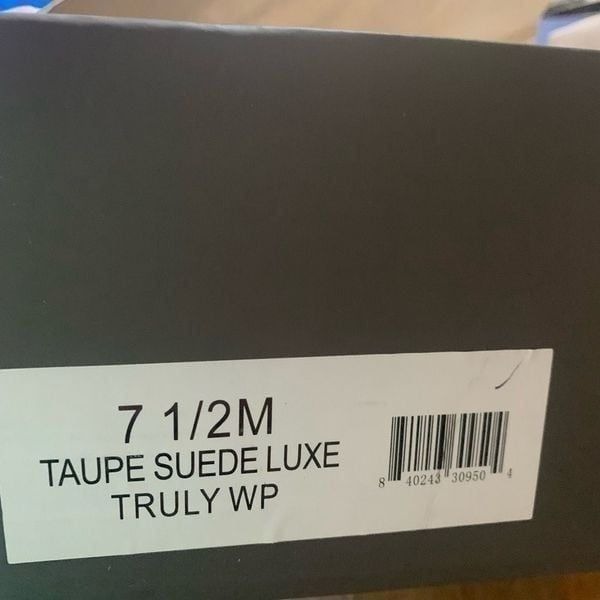 7 1/2M
TAUPE SUEDE LUXE
TRULY WP
8 40243 30950 4